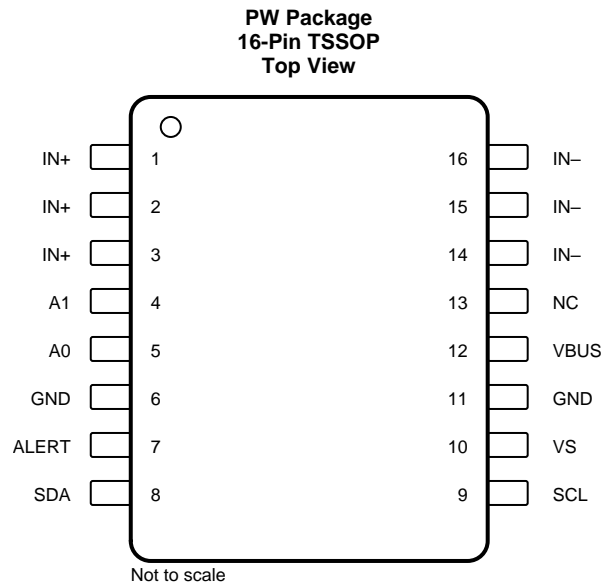 PW Package
16-Pin TSSOP
Top View
IN+ 1 16 IN–
IN+ 2 15 IN–
IN+ 3 14 IN–
A1 4 13 NC
A0 5 12 VBUS
GND 6 11 GND
ALERT 7 10 VS
SDA 8 9 SCL
Not to scale